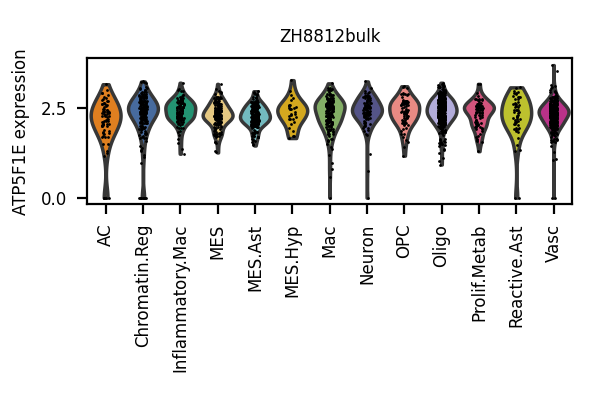 ZH8812bulk
ATP5F1E expression
2.5
0.0
AC
Chromatin.Reg
Inflammatory.Mac
MES
MES.Ast
MES.Hyp
Mac
Neuron
OPC
Oligo
Prolif.Metab
Reactive.Ast
Vasc